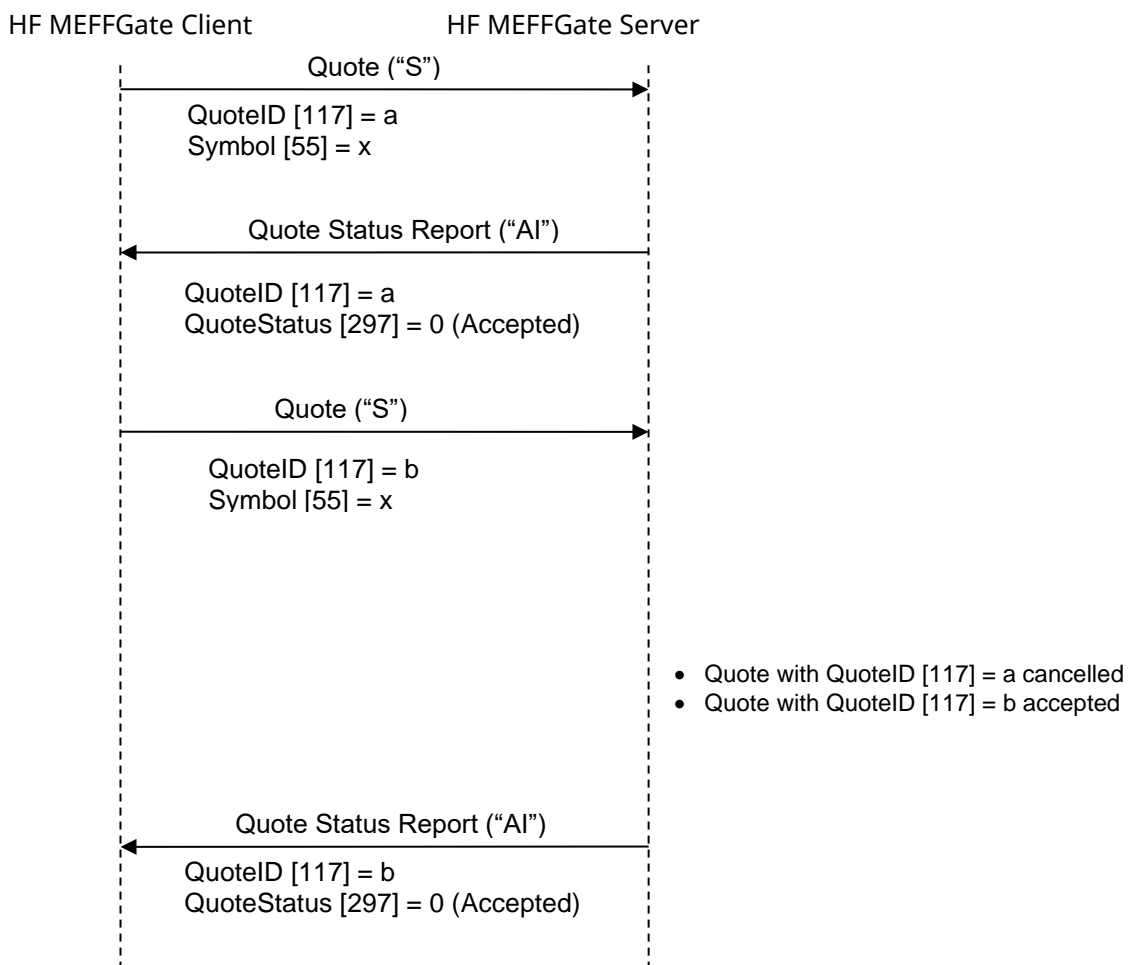 HF MEFFGate Client HF MEFFGate Server
Quote (“S”)
QuoteID [117] = a
Symbol [55] = x
Quote Status Report (“AI”)
QuoteID [117] = a
QuoteStatus [297] = 0 (Accepted)
Quote (“S”)
QuoteID [117] = b
Symbol [55] = x
• Quote with QuoteID [117] = a cancelled
• Quote with QuoteID [117] = b accepted
Quote Status Report (“AI”)
QuoteID [117] = b
QuoteStatus [297] = 0 (Accepted)